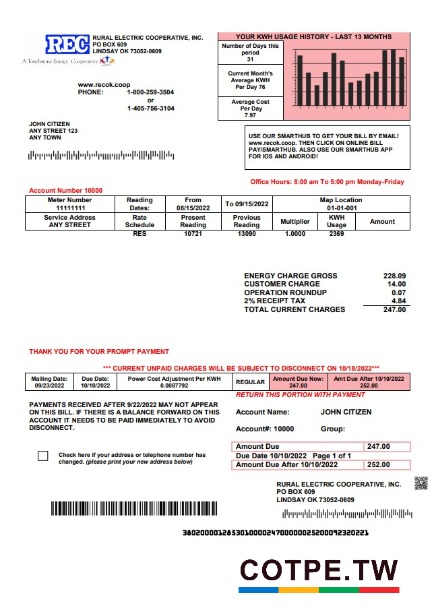 REC
RURAL ELECTRIC COOPERATIVE, INC.
PO BOX 609
LINDSAY OK 73052-0609
A Touchstone Energy Cooperative
www.recok.coop
PHONE: 1-800-259-3504
or
1-405-756-3104
YOUR KWH USAGE HISTORY - LAST 13 MONTHS
Number of Days this
period
31
Current Month's
Average KWH
Per Day 76
Average Cost
Per Day
7.97
JOHN CITIZEN
ANY STREET 123
ANY TOWN
USE OUR SMARTHUB TO GET YOUR BILL BY EMAIL!
www.recok.coop. THEN CLICK ON ONLINE BILL
PAY/SMARTHUB. ALSO USE OUR SMARTHUB APP
FOR IOS AND ANDROID!
Office Hours: 8:00 am To 5:00 pm Monday-Friday
Account Number 10000
Meter Number 11111111 Reading Dates: From 08/15/2022 To 09/15/2022 Map Location 01-01-001
Service Address ANY STREET Rate Schedule Present Reading Previous Reading Multiplier KWH Usage Amount
RES 10721 13090 1.0000 2369
ENERGY CHARGE GROSS 228.09
CUSTOMER CHARGE 14.00
OPERATION ROUNDUP 0.07
2% RECEIPT TAX 4.84
TOTAL CURRENT CHARGES 247.00
THANK YOU FOR YOUR PROMPT PAYMENT
*** CURRENT UNPAID CHARGES WILL BE SUBJECT TO DISCONNECT ON 10/18/2022***
Mailing Date: 09/23/2022 Due Date: 10/10/2022 Power Cost Adjustment Per KWH 0.0067792 REGULAR Amount Due Now: 247.00 Amt Due After 10/10/2022 252.00
RETURN THIS PORTION WITH PAYMENT
PAYMENTS RECEIVED AFTER 9/22/2022 MAY NOT APPEAR
ON THIS BILL. IF THERE IS A BALANCE FORWARD ON THIS
ACCOUNT IT NEEDS TO BE PAID IMMEDIATELY TO AVOID
DISCONNECT.
Account Name: JOHN CITIZEN
Account#: 10000 Group:
Amount Due 247.00
Due Date 10/10/2022 Page 1 of 1
Amount Due After 10/10/2022 252.00
Check here if your address or telephone number has
changed. (please print your new address below)
RURAL ELECTRIC COOPERATIVE, INC.
PO BOX 609
LINDSAY OK 73052-0609
COTPE.TW